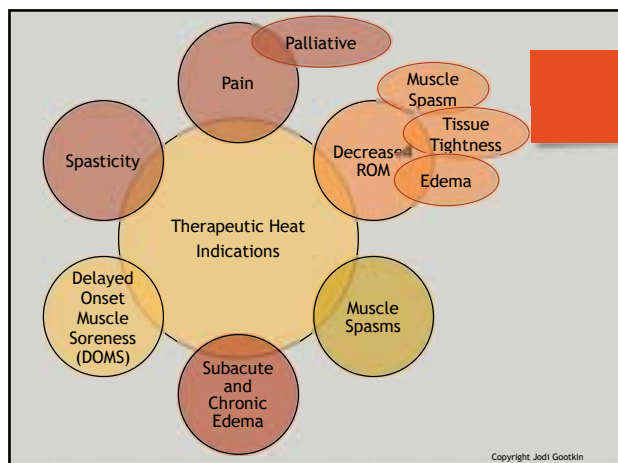 Palliative
Pain
Muscle
Spasm
Tissue
Tightness
Decreased
ROM
Edema
Spasticity
Therapeutic Heat
Indications
Delayed
Onset
Muscle
Soreness
(DOMS)
Muscle
Spasms
Subacute
and
Chronic
Edema
Copyright Jodi Gootkin